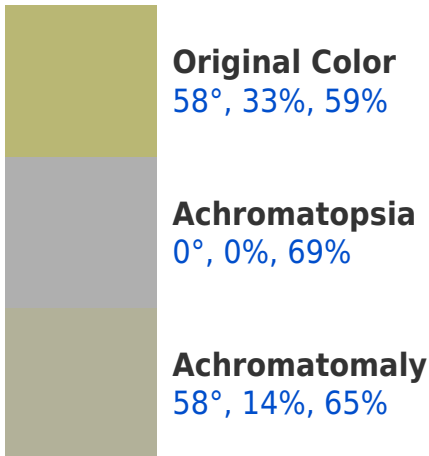 Original Color
58°, 33%, 59%
Achromatopsia
0°, 0%, 69%
Achromatomaly
58°, 14%, 65%